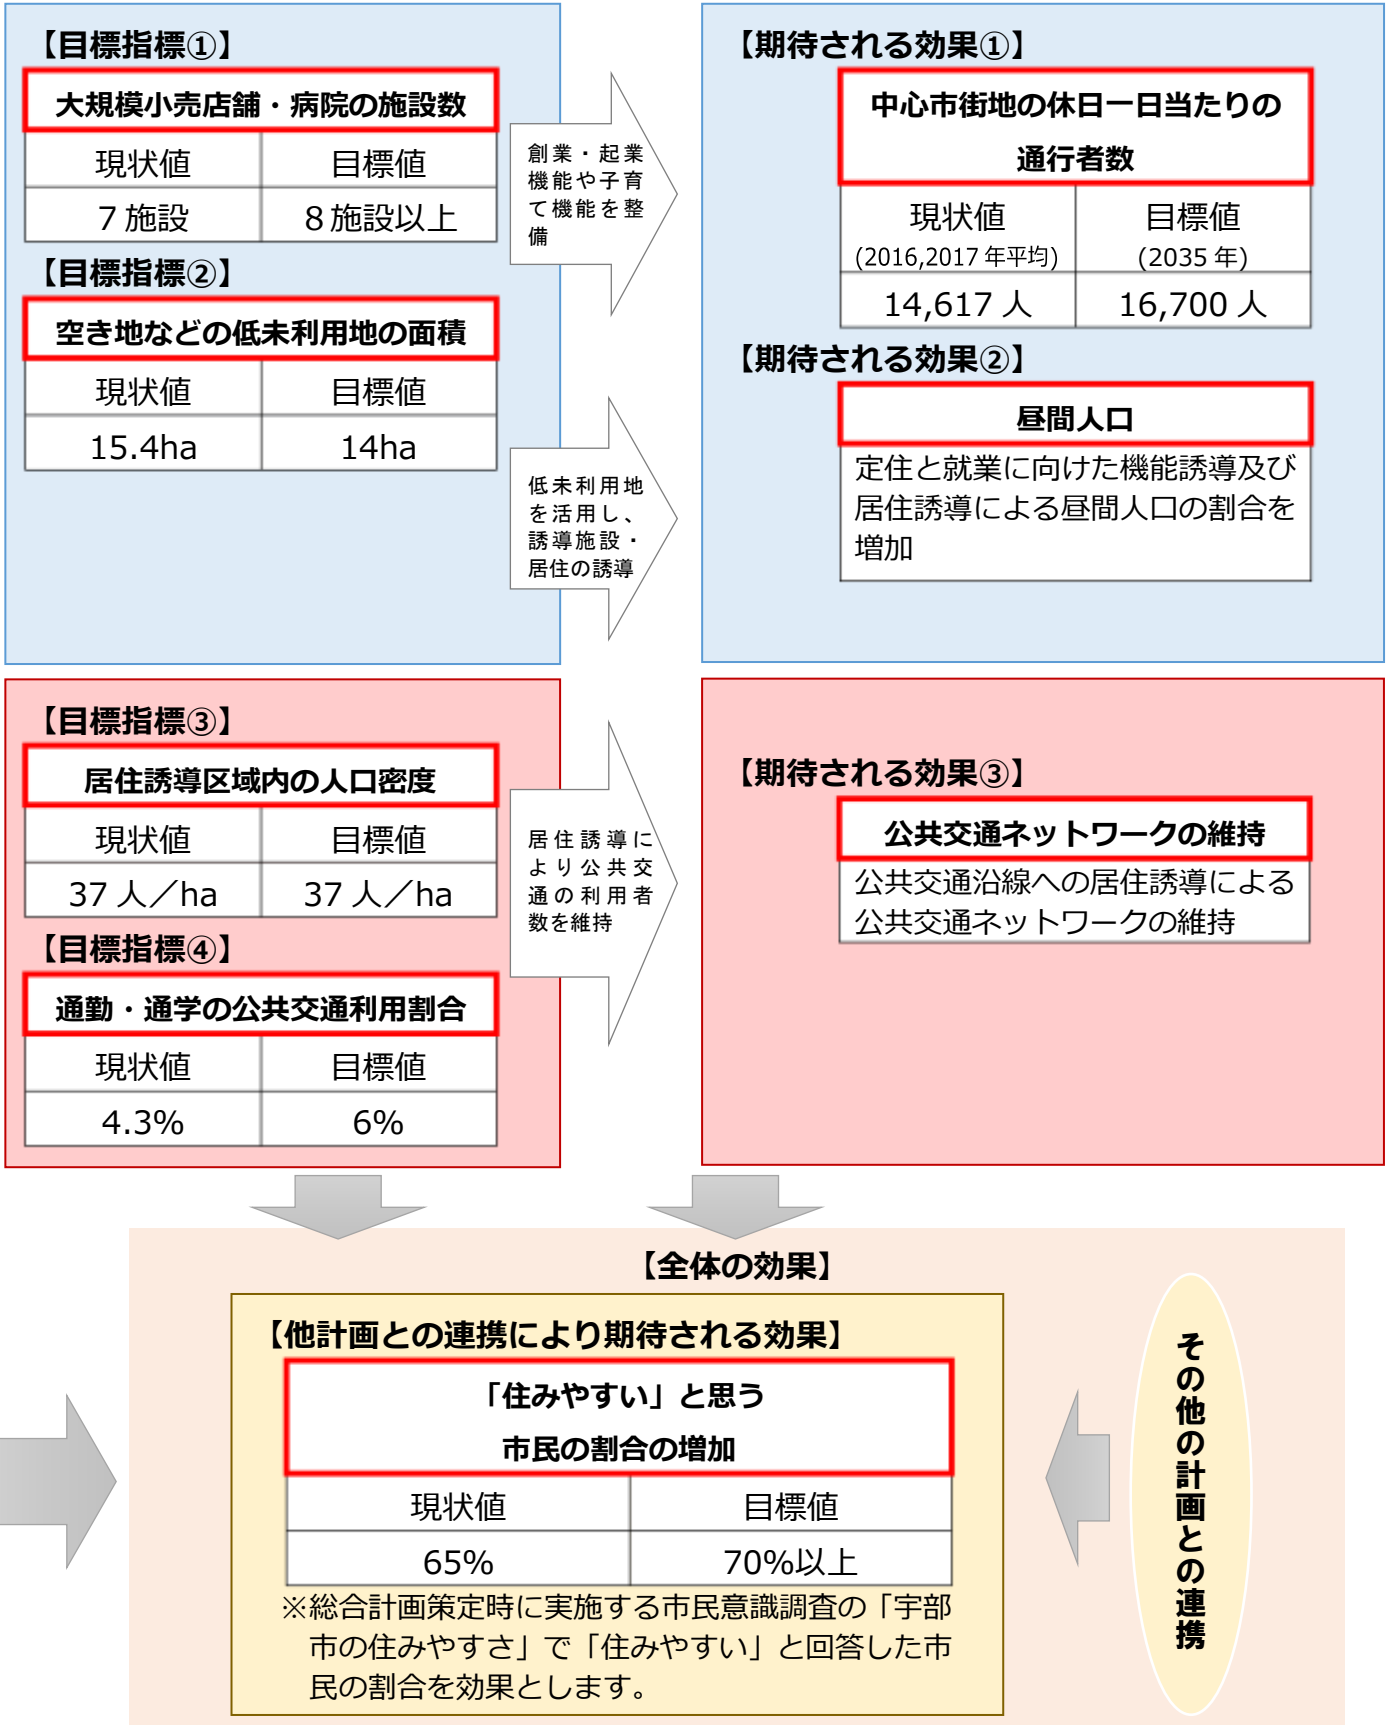 【目標指標①】
大規模小売店舗・病院の施設数
現状値 目標値
７施設 ８施設以上
【目標指標②】
空き地などの低未利用地の面積
現状値 目標値
15.4ha 14ha
創業・起業
機能や子育
て機能を整
備
低未利用地
を活用し、
誘導施設・
居住の誘導
【期待される効果①】
中心市街地の休日一日当たりの
通行者数
現状値 目標値
(2016,2017 年平均) (2035 年)
14,617 人 16,700 人
【期待される効果②】
昼間人口
定住と就業に向けた機能誘導及び
居住誘導による昼間人口の割合を
増加
【目標指標③】
居住誘導区域内の人口密度
現状値 目標値
37 人／ha 37 人／ha
【目標指標④】
通勤・通学の公共交通利用割合
現状値 目標値
4.3% 6%
居住誘導に
より公共交
通の利用者
数を維持
【期待される効果③】
公共交通ネットワークの維持
公共交通沿線への居住誘導による
公共交通ネットワークの維持
【全体の効果】
【他計画との連携により期待される効果】
「住みやすい」と思う
市民の割合の増加
現状値 目標値
65% 70%以上
※総合計画策定時に実施する市民意識調査の「宇部
市の住みやすさ」で「住みやすい」と回答した市
民の割合を効果とします。
その他の計画との連携